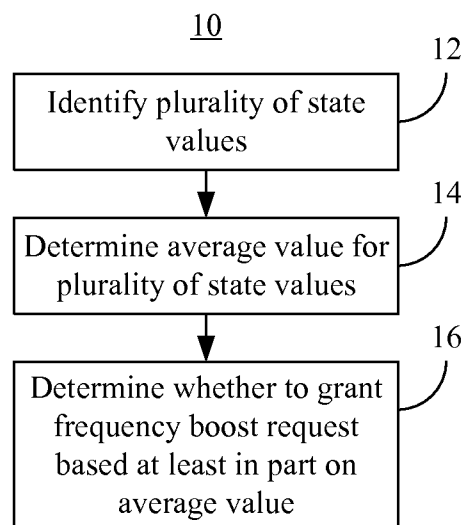 10
12
Identify plurality of state
values
14
Determine average value for
plurality of state values
16
Determine whether to grant
frequency boost request
based at least in part on
average value